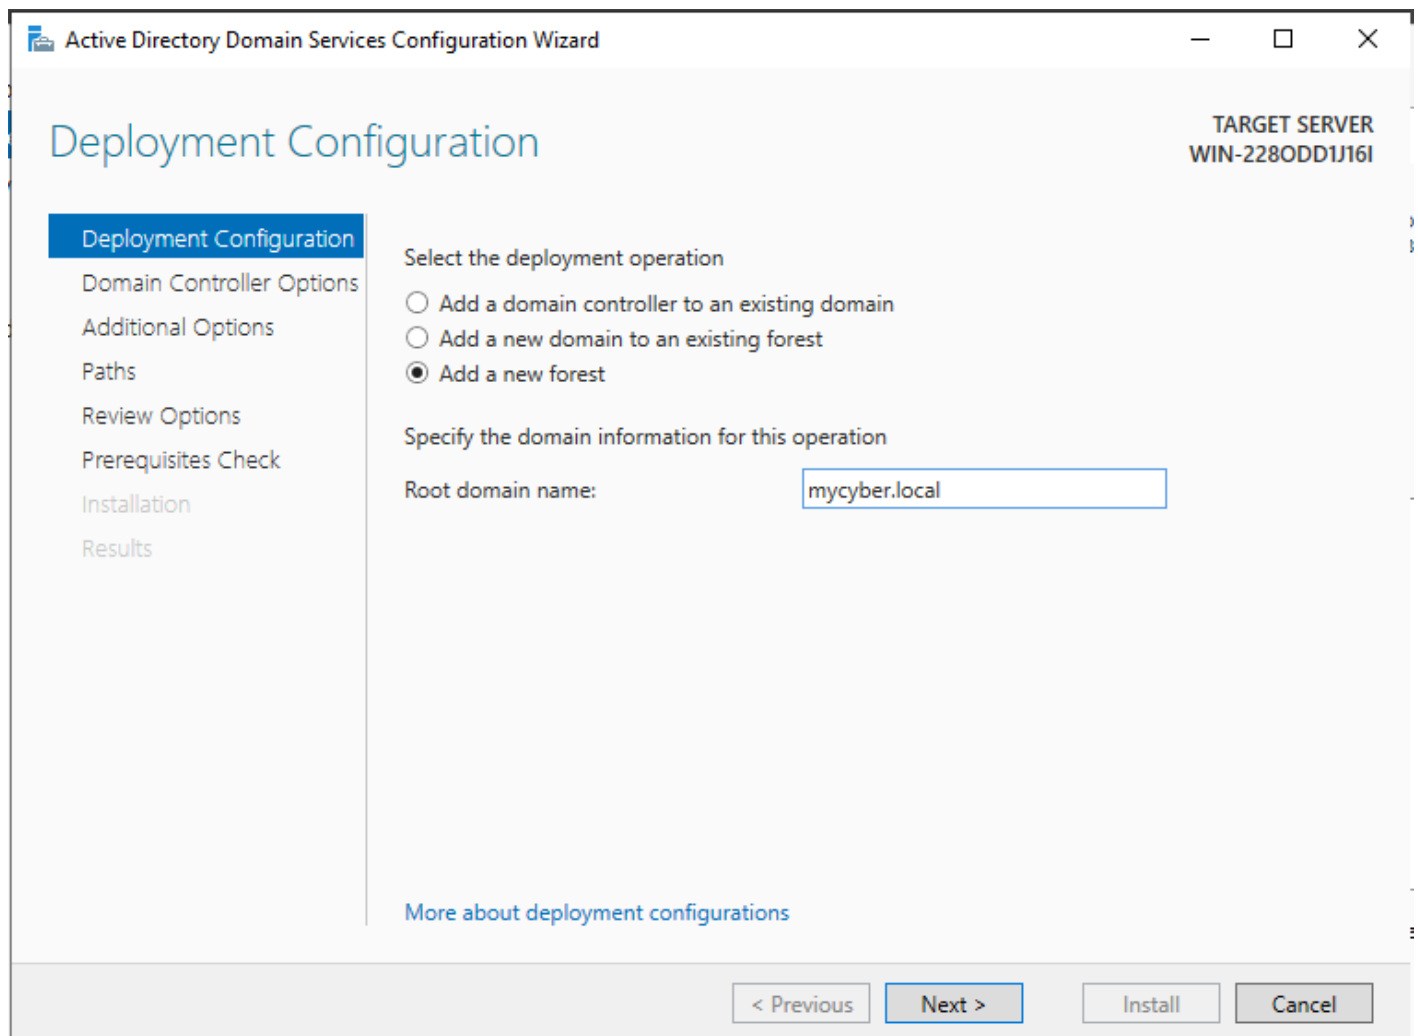 Active Directory Domain Services Configuration Wizard
Deployment Configuration
TARGET SERVER
WIN-228ODD1J16I
Deployment Configuration
Domain Controller Options
Additional Options
Paths
Review Options
Prerequisites Check
Installation
Results
Select the deployment operation
Add a domain controller to an existing domain
Add a new domain to an existing forest
Add a new forest
Specify the domain information for this operation
Root domain name:
mycyber.local
More about deployment configurations
< Previous
Next >
Install
Cancel